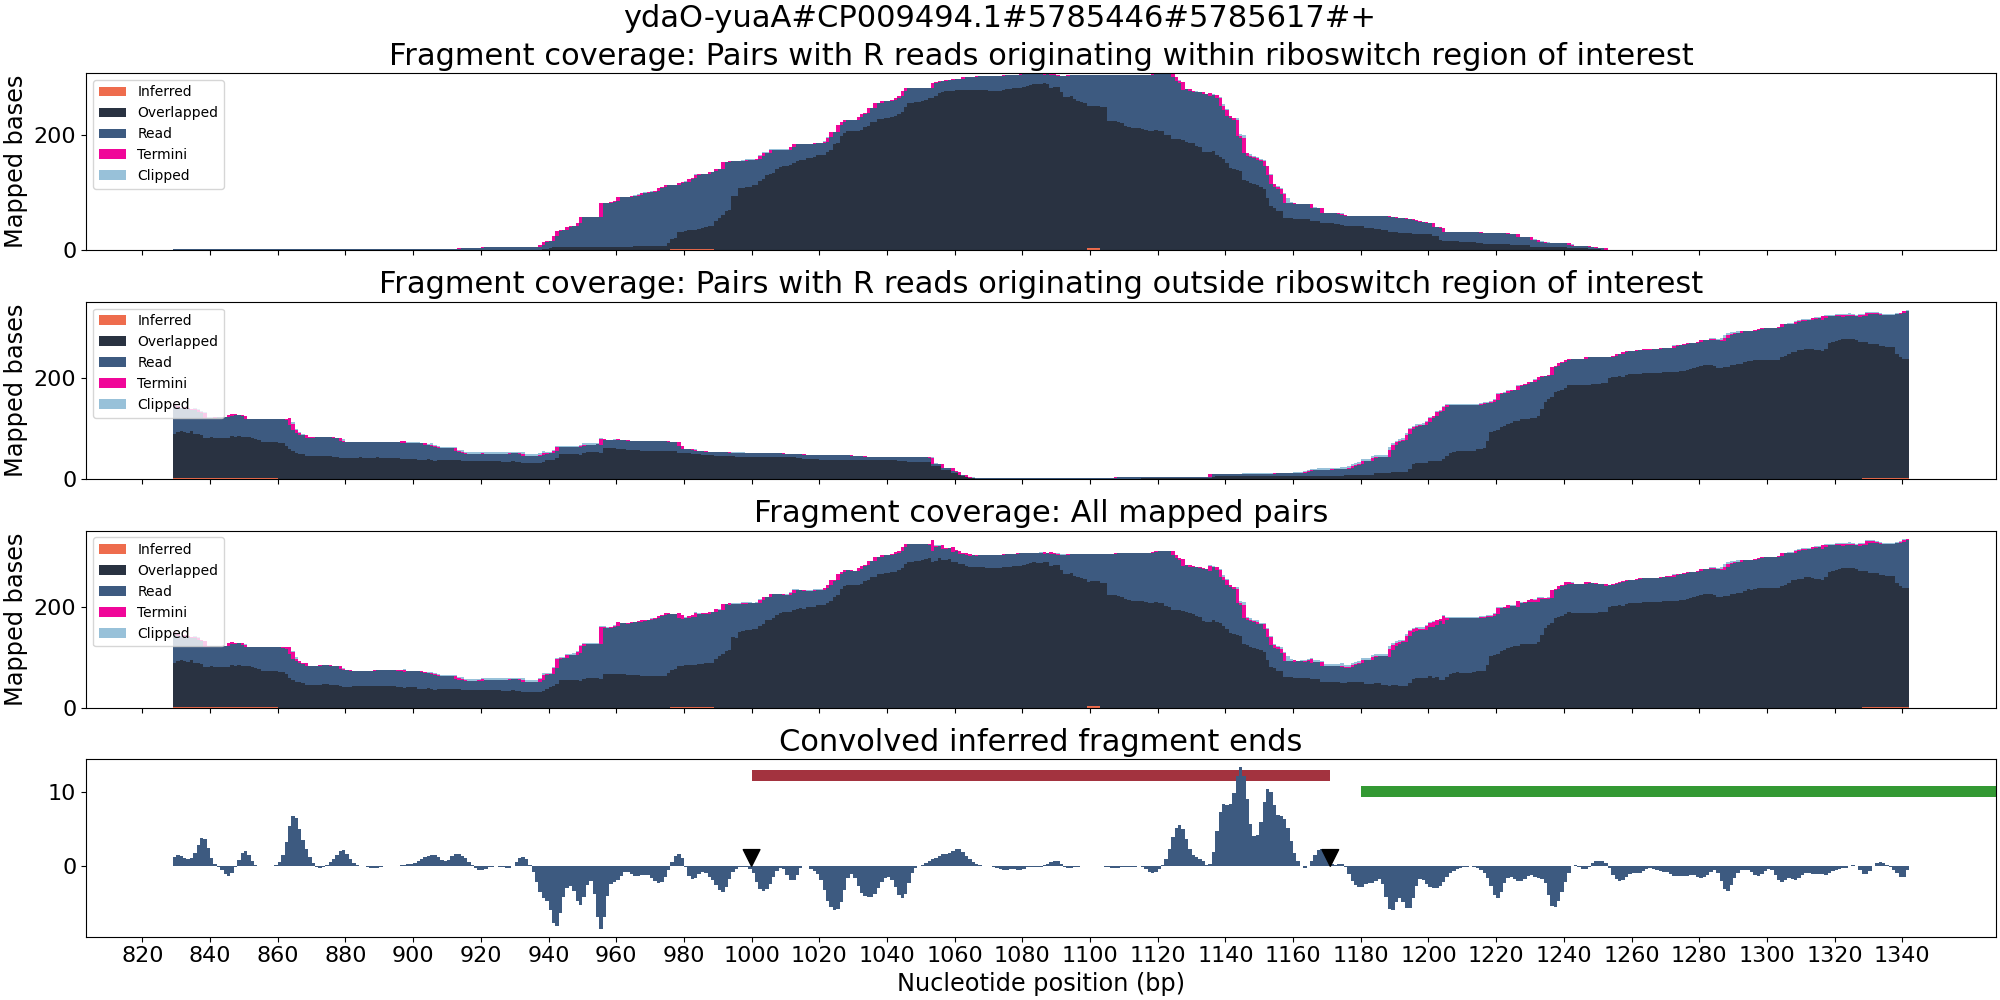 ydaO-yuaA#CP009494.1#5785446#5785617#+
Fragment coverage: Pairs with R reads originating within riboswitch region of interest
Mapped bases
200
0
Inferred
Overlapped
Read
Termini
Clipped
Fragment coverage: Pairs with R reads originating outside riboswitch region of interest
Mapped bases
200
0
Inferred
Overlapped
Read
Termini
Clipped
Fragment coverage: All mapped pairs
Mapped bases
200
0
Inferred
Overlapped
Read
Termini
Clipped
Convolved inferred fragment ends
10
0
820 840 860 880 900 920 940 960 980 1000 1020 1040 1060 1080 1100 1120 1140 1160 1180 1200 1220 1240 1260 1280 1300 1320 1340
Nucleotide position (bp)